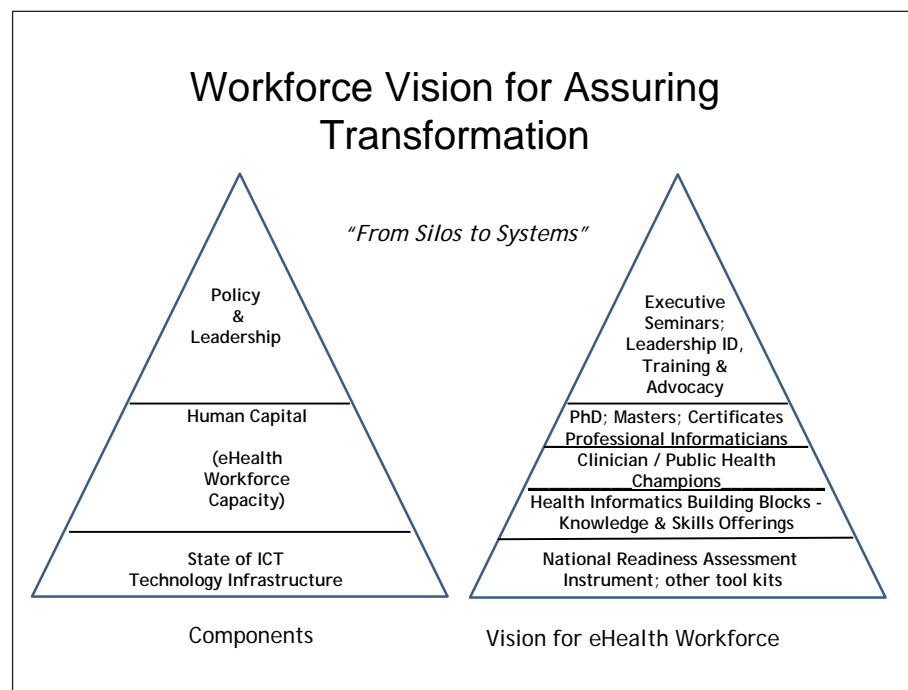 Workforce Vision for Assuring
Transformation
“From Silos to Systems”
Policy
&
Leadership
Human Capital
(eHealth
Workforce
Capacity)
State of ICT
Technology Infrastructure
Components
Executive
Seminars;
Leadership ID,
Training &
Advocacy
PhD; Masters; Certificates
Professional Informaticians
Clinician / Public Health
Champions
Health Informatics Building Blocks -
Knowledge & Skills Offerings
National Readiness Assessment
Instrument; other tool kits
Vision for eHealth Workforce